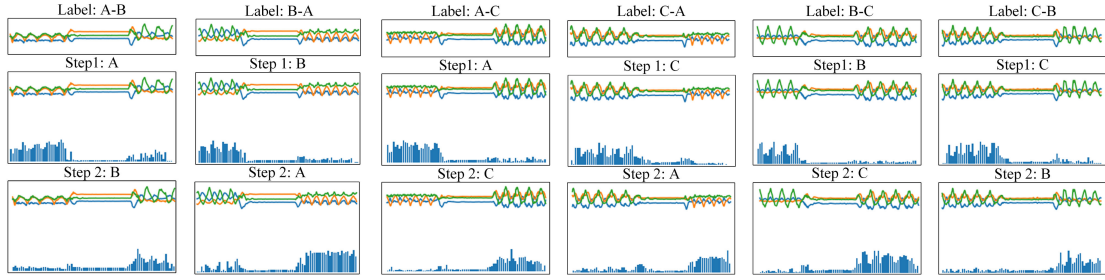 Label: A-B Label: B-A Label: A-C Label: C-A Label: B-C Label: C-B
Step1: A Step 1: B Step1: A Step 1: C Step1: B Step1: C
Step 2: B Step 2: A Step 2: C Step 2: A Step 2: C Step 2: B